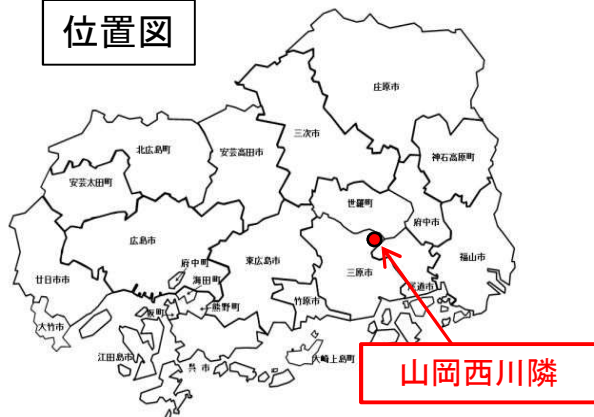 位置図
庄原市
三次市
北広島町
安芸高田市
神石高原町
安芸太田町
世羅町
府中市
広島市
東広島市
福山市
府中町
三原市
廿日市市
海田町
尾道市
竹原市
熊野町
坂町
大竹市
江田島市
大崎上島町
呉市
山岡西川隣